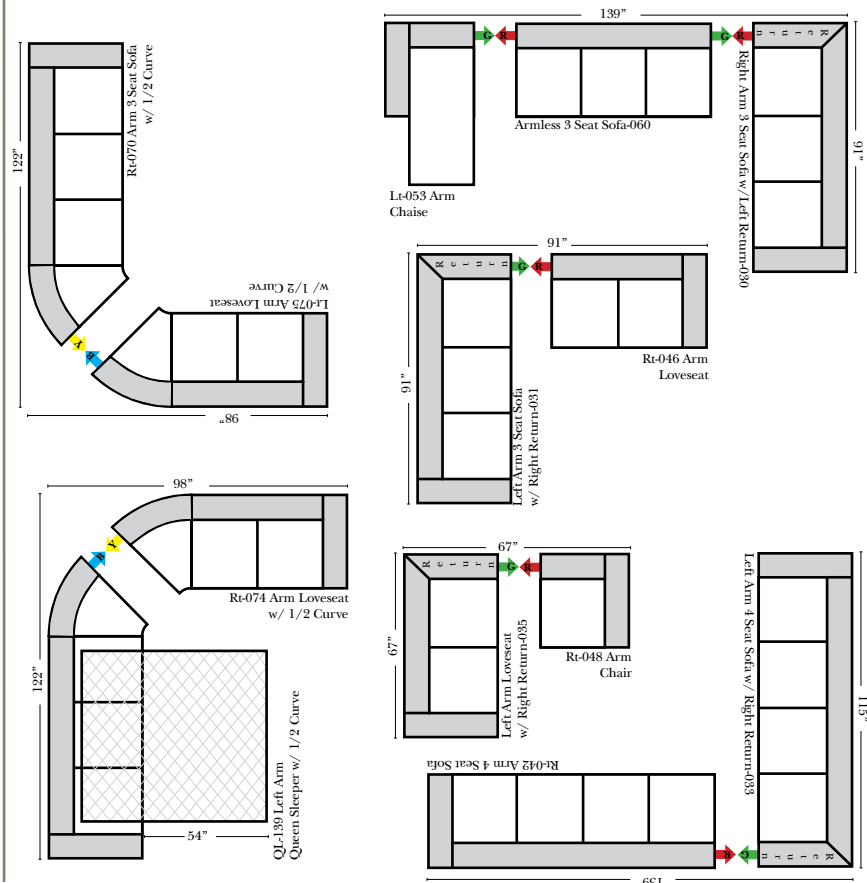 139”
G R
G R
Return
Lt-053 Arm
Chaise
Armless 3 Seat Sofa-060
Right Arm 3 Seat Sofa w/Left Return-030
91”
122”
Rt-070 Arm 3 Seat Sofa
w/ 1/2 Curve
Y
B
Lt-075 Arm Loveseat
w/ 1/2 Curve
98”
91”
Return
G R
91”
Rt-046 Arm
Loveseat
Left Arm 3 Seat Sofa
w/ Right Return-031
98”
B Y
Rt-074 Arm Loveseat
w/ 1/2 Curve
122”
54”
QL-139 Left Arm
Queen Sleeper w/ 1/2 Curve
67”
Return
G R
67”
Rt-048 Arm
Chair
Left Arm Loveseat
w/ Right Return-035
Left Arm 4 Seat Sofa w/ Right Return-033
115”
Rt-042 Arm 4 Seat Sofa
R G
Return
139”